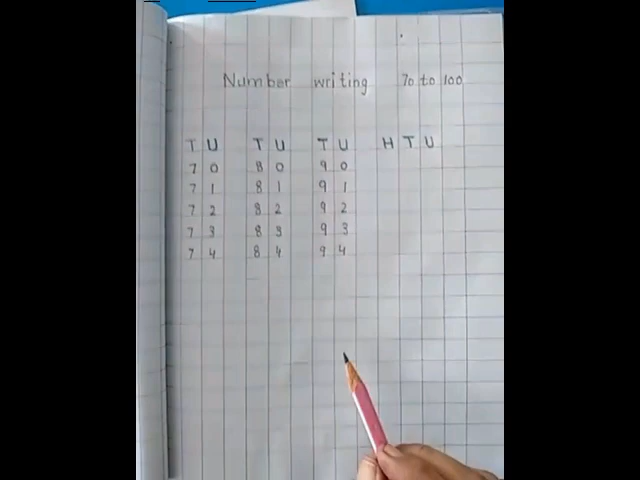 Number writing 70 to 100
T U T U T U H T U
7 0 8 0 9 0
7 1 8 1 9 1
7 2 8 2 9 2
7 3 8 3 9 3
7 4 8 4 9 4